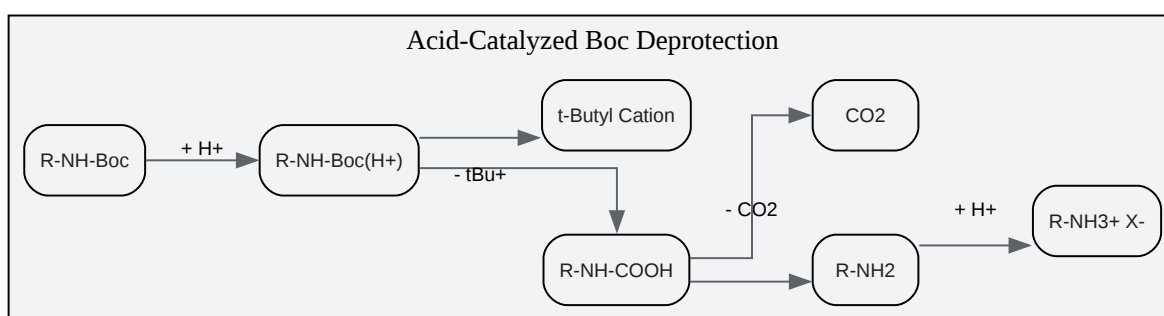 Acid-Catalyzed Boc Deprotection
t-Butyl Cation
CO2
R-NH-Boc
+ H+
R-NH-Boc(H+)
- tBu+
- CO2
+ H+
R-NH3+ X-
R-NH-COOH
R-NH2